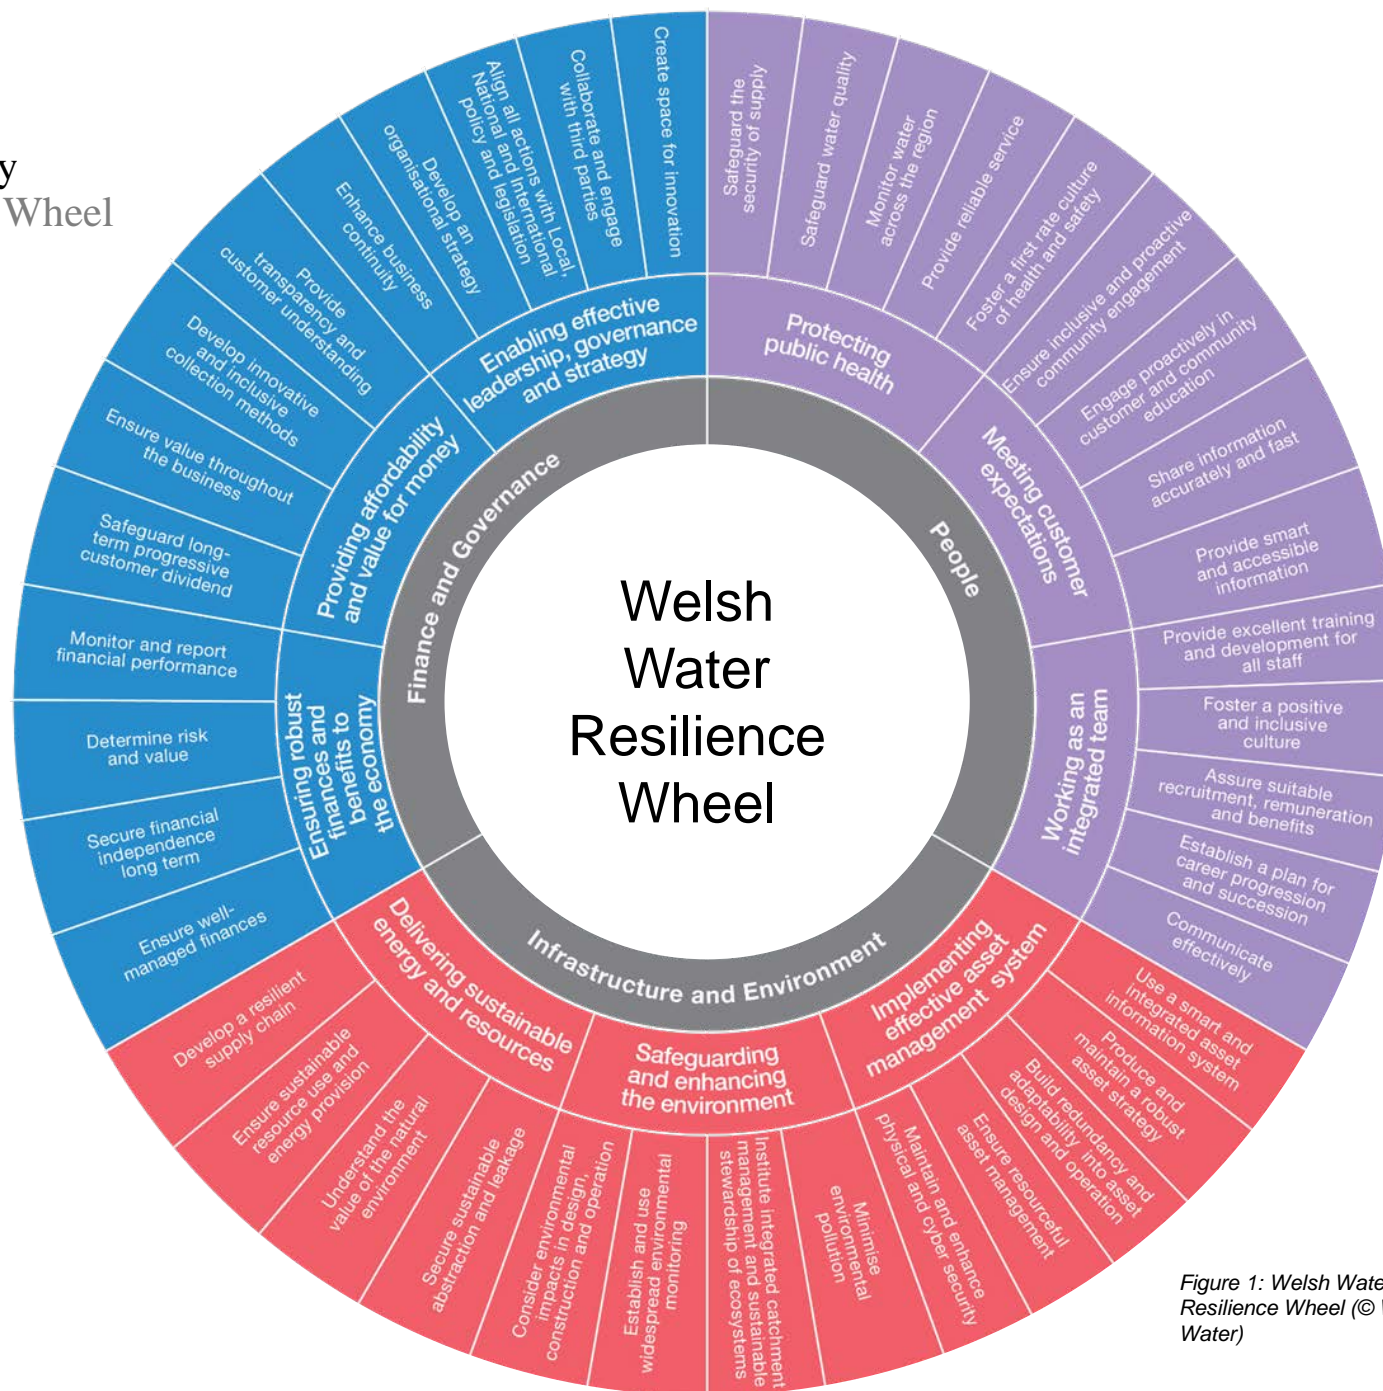 y
Wheel
Welsh
Water
Resilience
Wheel
People
Infrastructure and Environment
Finance and Governance
Protecting
public health
Safeguard the
security of supply
Safeguard water quality
Monitor water
across the region
Provide reliable service
Foster a first rate culture
of health and safety
Meeting customer
expectations
Ensure inclusive and proactive
community engagement
Engage proactively in
customer and community
education
Share information
accurately and fast
Provide smart
and accessible
information
Working as an
integrated team
Provide excellent training
and development for
all staff
Foster a positive
and inclusive
culture
Assure suitable
recruitment, remuneration
and benefits
Establish a plan for
career progression
and succession
Communicate
effectively
Implementing
effective asset
management system
Use a smart and
integrated asset
information system
Produce and
maintain a robust
asset strategy
Build redundancy and
adaptability into asset
design and operation
Ensure resourceful
asset management
Maintain and enhance
physical and cyber security
Safeguarding
and enhancing
the environment
Minimise
environmental
pollution
Institute integrated catchment
management and sustainable
stewardship of ecosystems
Establish and use
widespread environmental
monitoring
Consider environmental
impacts in design,
construction and operation
Delivering sustainable
energy and resources
Secure sustainable
abstraction and leakage
Understand the
value of the natural
environment
Ensure sustainable
resource use and
energy provision
Develop a resilient
supply chain
Ensuring robust
finances and
benefits to
the economy
Ensure well-
managed finances
Secure financial
independence
long term
Determine risk
and value
Monitor and report
financial performance
Providing affordability
and value for money
Safeguard long-
term progressive
customer dividend
Ensure value throughout
the business
Develop innovative
and inclusive
collection methods
Provide
transparency and
customer understanding
Enabling effective
leadership, governance
and strategy
Enhance business
continuity
Develop an
organisational strategy
Align all actions with Local,
National and International
policy and legislation
Collaborate and engage
with third parties
Create space for innovation
Figure 1: Welsh Wate
Resilience Wheel (©
Water)